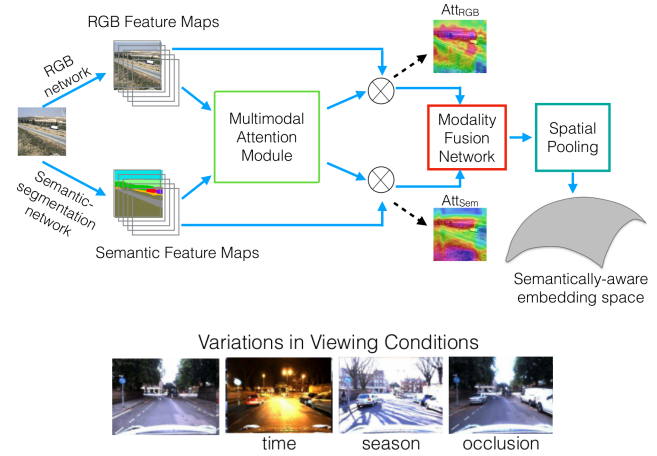 RGB Feature Maps
Att_RGB
RGB
network
Multimodal
Attention
Module
Modality
Fusion
Network
Spatial
Pooling
Semantic-
segmentation
network
Att_Sem
Semantic Feature Maps
Semantically-aware
embedding space
Variations in Viewing Conditions
time
season
occlusion